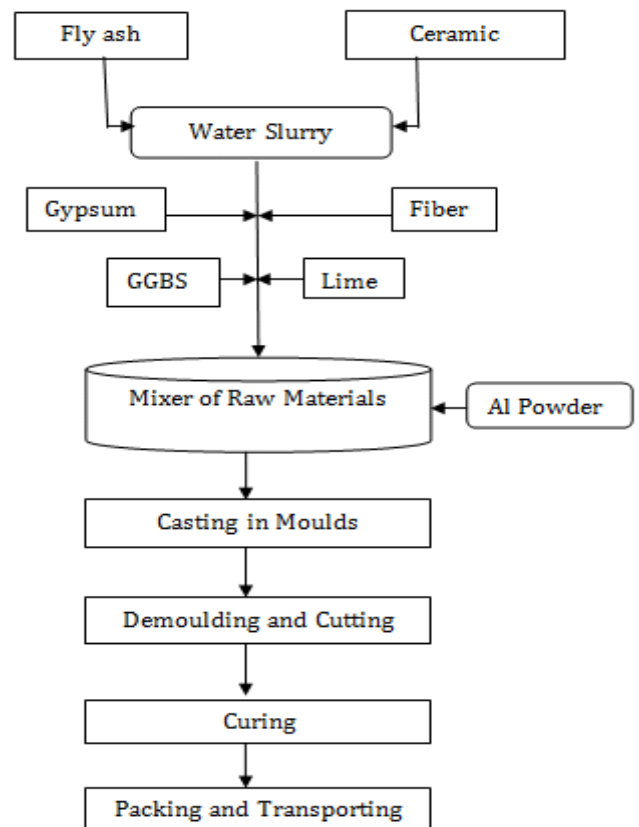 Fly ash
Ceramic
Water Slurry
Gypsum
Fiber
GGBS
Lime
Mixer of Raw Materials
Al Powder
Casting in Moulds
Demoulding and Cutting
Curing
Packing and Transporting